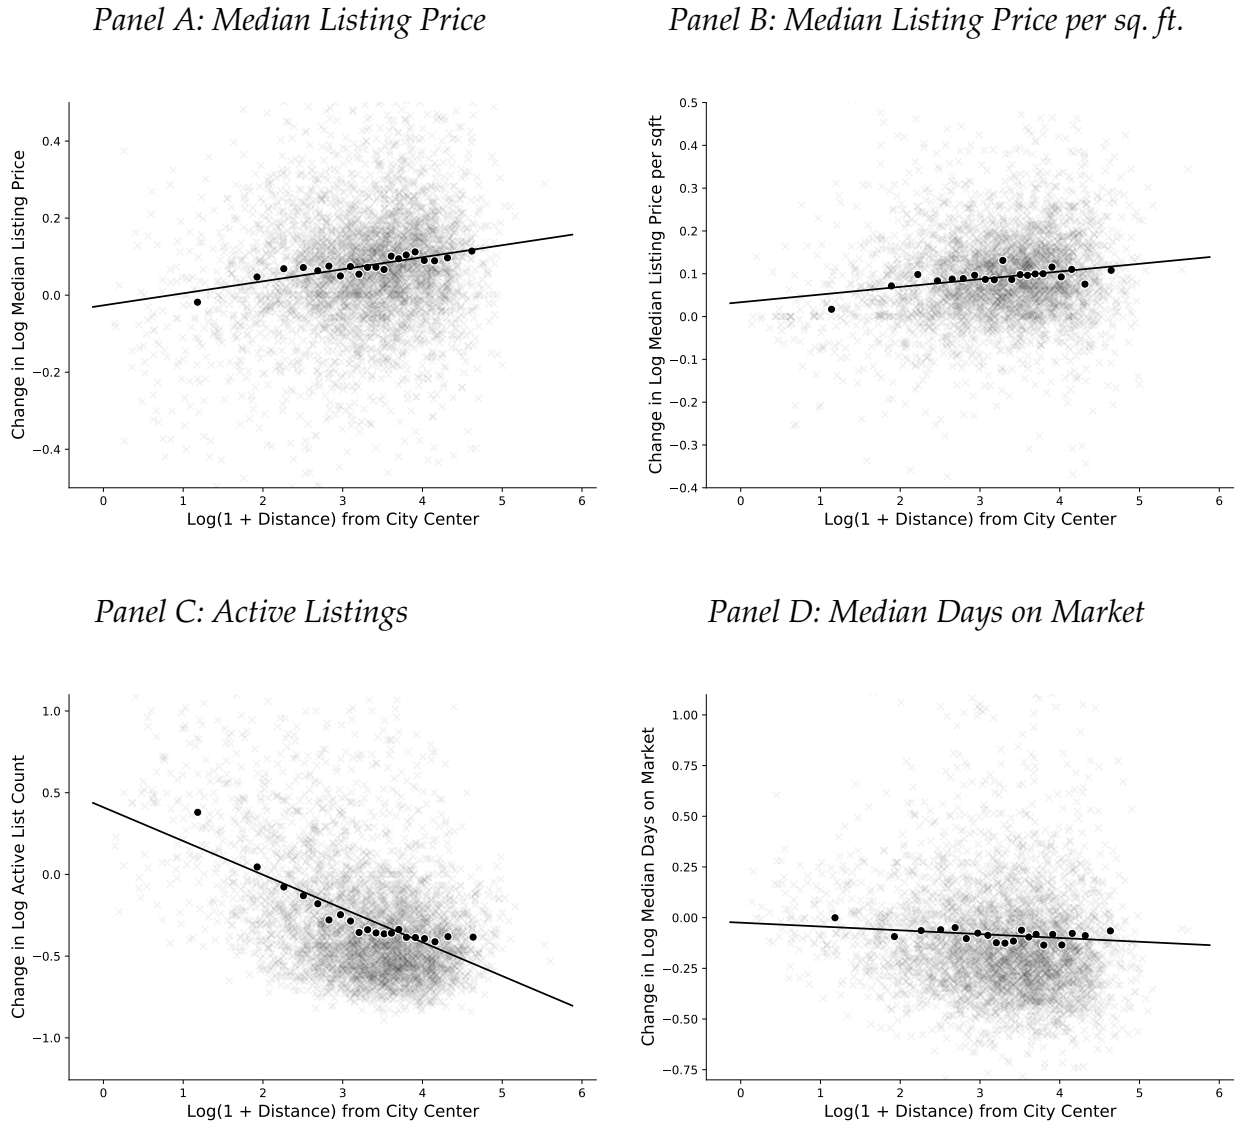 Panel A: Median Listing Price
Panel B: Median Listing Price per sq. ft.
Change in Log Median Listing Price
0.4
0.2
0.0
−0.2
−0.4
0 1 2 3 4 5 6
Log(1 + Distance) from City Center
Change in Log Median Listing Price per sqft
0.5
0.4
0.3
0.2
0.1
0.0
−0.1
−0.2
−0.3
−0.4
0 1 2 3 4 5 6
Log(1 + Distance) from City Center
Panel C: Active Listings
Panel D: Median Days on Market
Change in Log Active List Count
1.0
0.5
0.0
−0.5
−1.0
0 1 2 3 4 5 6
Log(1 + Distance) from City Center
Change in Log Median Days on Market
1.00
0.75
0.50
0.25
0.00
−0.25
−0.50
−0.75
0 1 2 3 4 5 6
Log(1 + Distance) from City Center